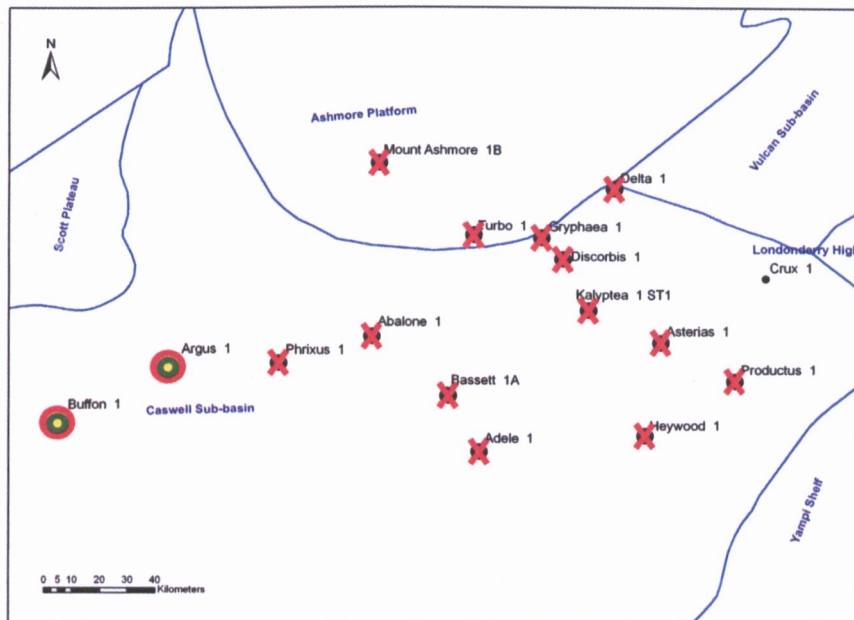 N
Ashmore Platform
Vulcan Sub-basin
Mount Ashmore 1B
Delta 1
Scott Plateau
Turbo 1
Gryphaea 1
Londonderry High
Discorbis 1
Crux 1
Kalyptea 1 ST1
Abalone 1
Asterias 1
Argus 1
Phrixus 1
Productus 1
Bassett 1A
Buffon 1
Caswell Sub-basin
Heywood 1
Adele 1
Yampi Shelf
0 5 10 20 30 40
Kilometers